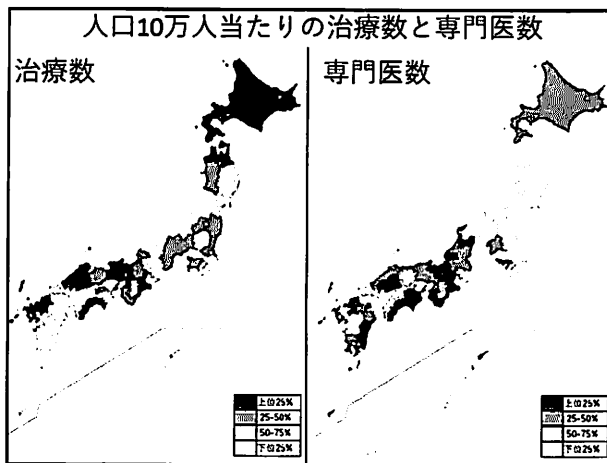 人口10万人当たりの治療数と専門医数
治療数
専門医数
上位25%
25-50%
50-75%
下位25%
上位25%
25-50%
50-75%
下位25%